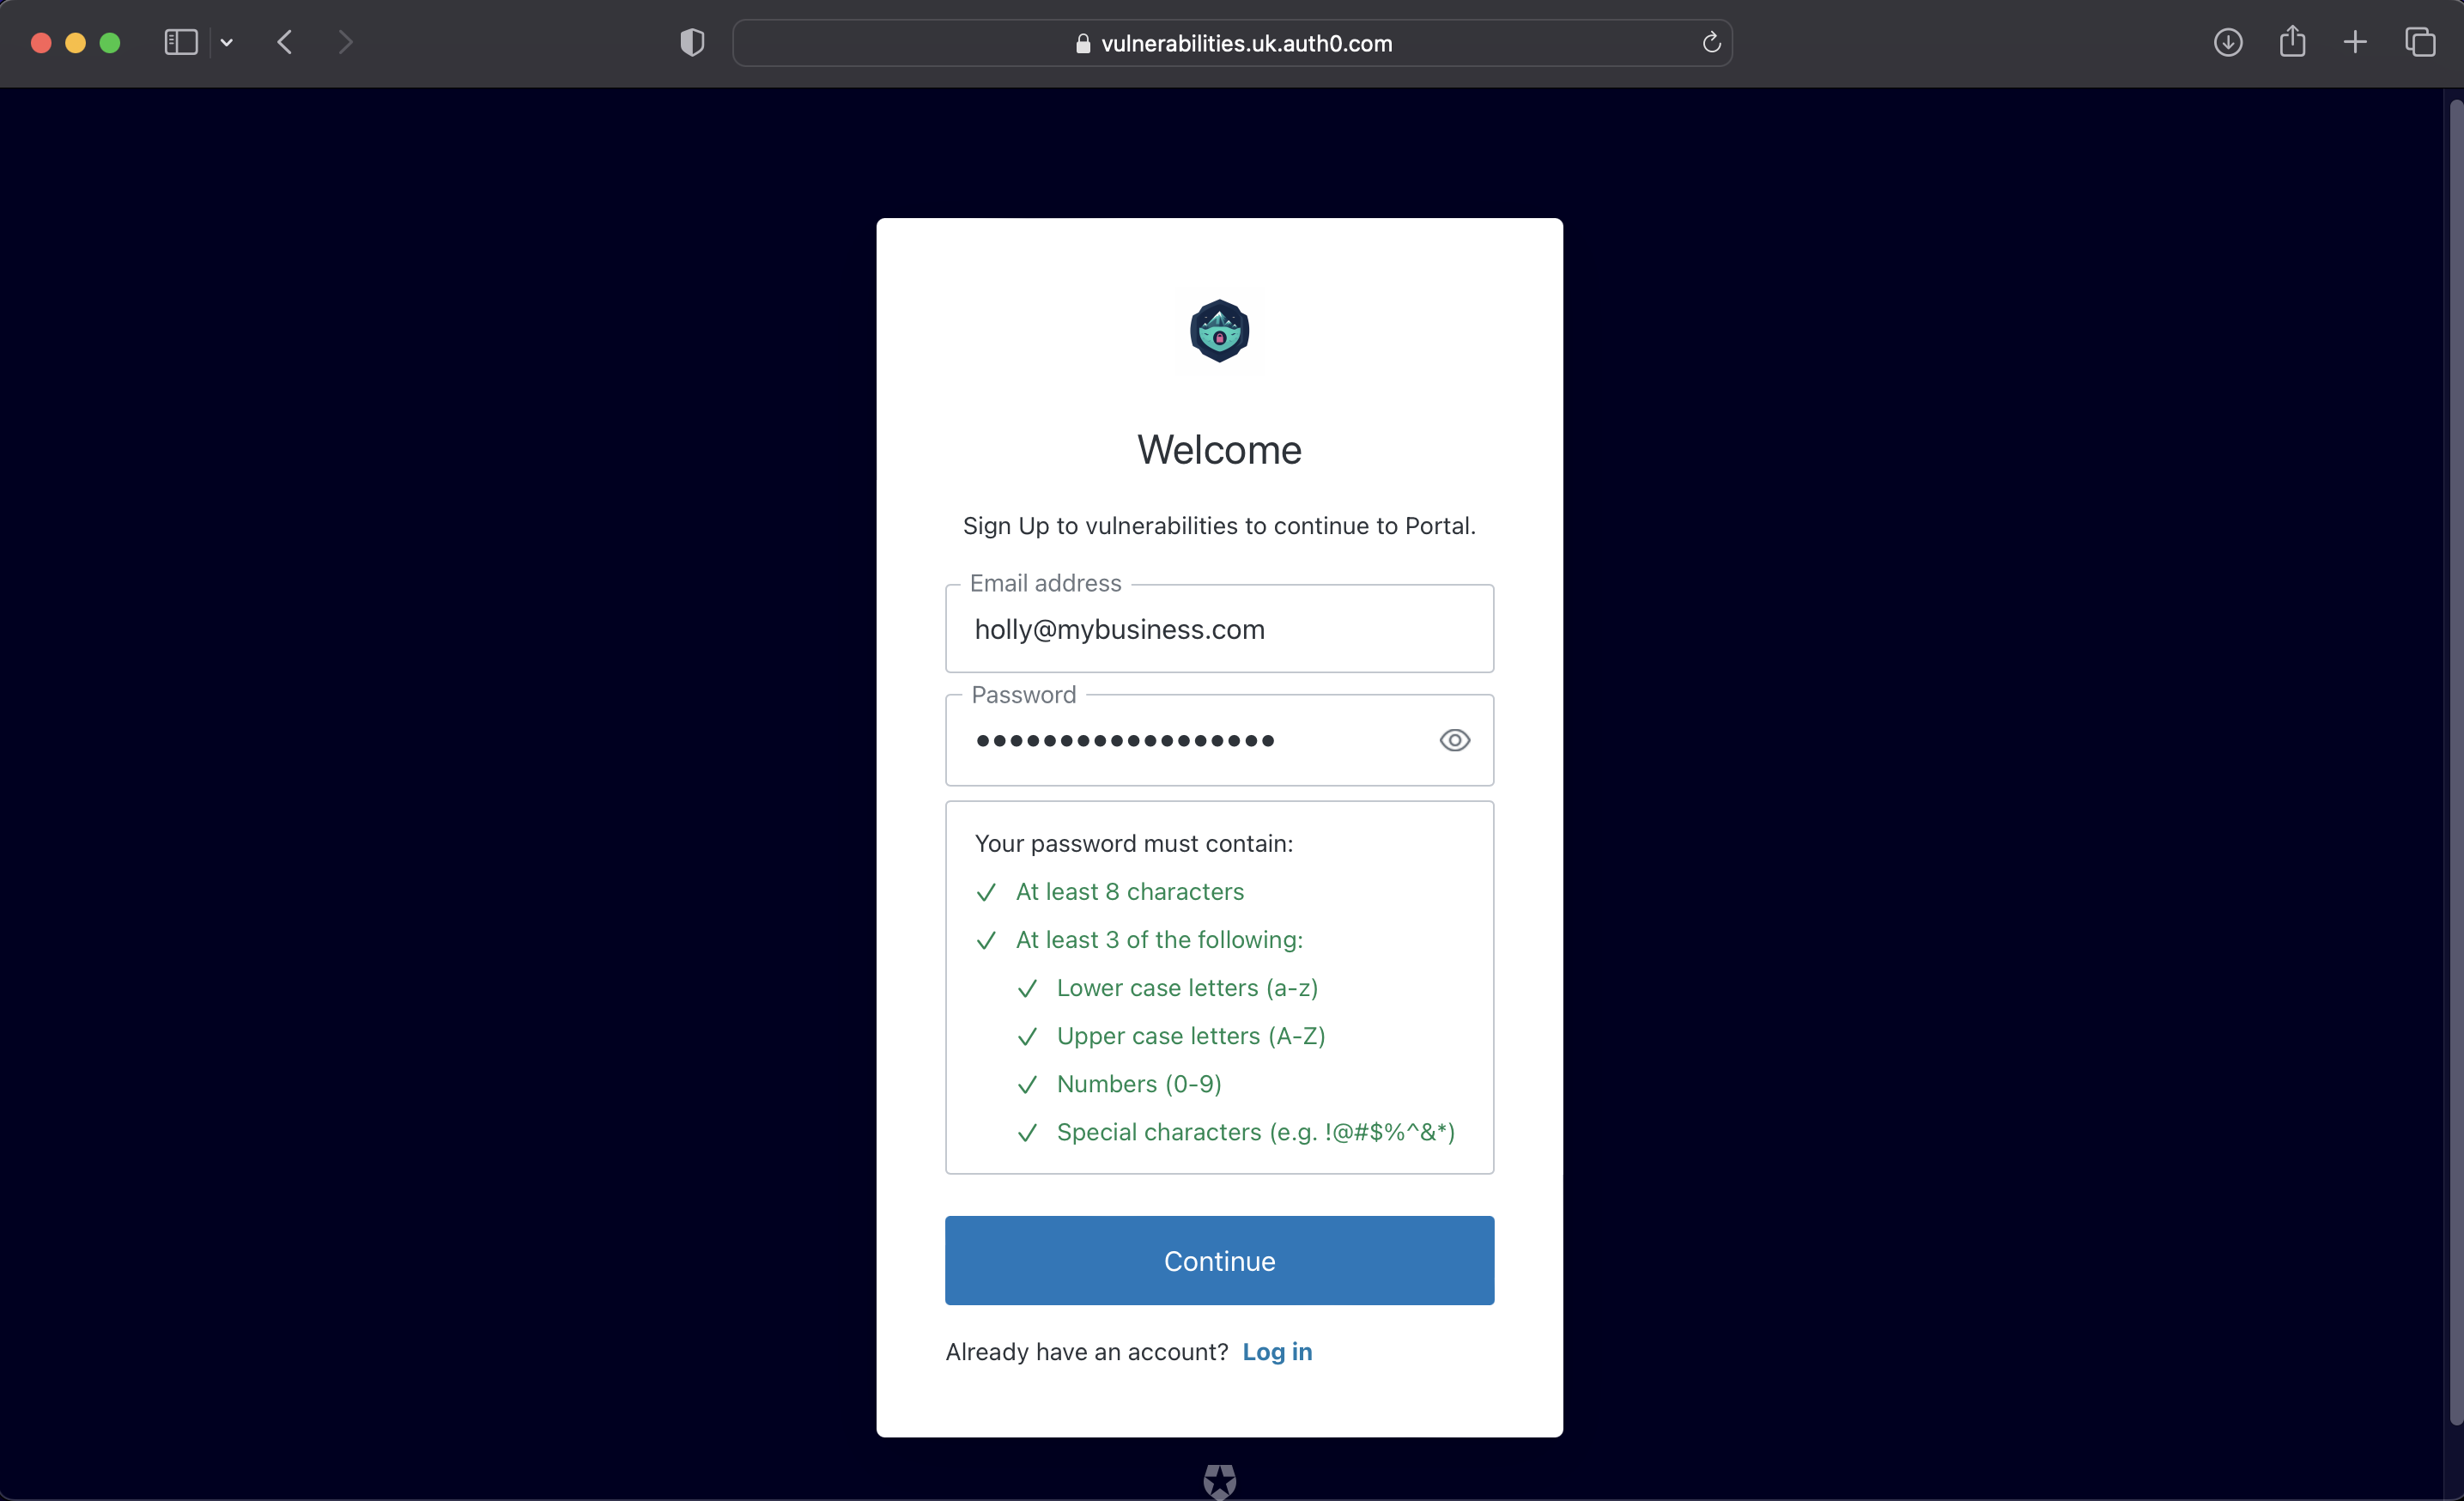 vulnerabilities.uk.auth0.com
Welcome
Sign Up to vulnerabilities to continue to Portal.
Email address
holly@mybusiness.com
Password
••••••••••••••••••
Your password must contain:
At least 8 characters
At least 3 of the following:
Lower case letters (a-z)
Upper case letters (A-Z)
Numbers (0-9)
Special characters (e.g. !@#$%^&*)
Continue
Already have an account? Log in